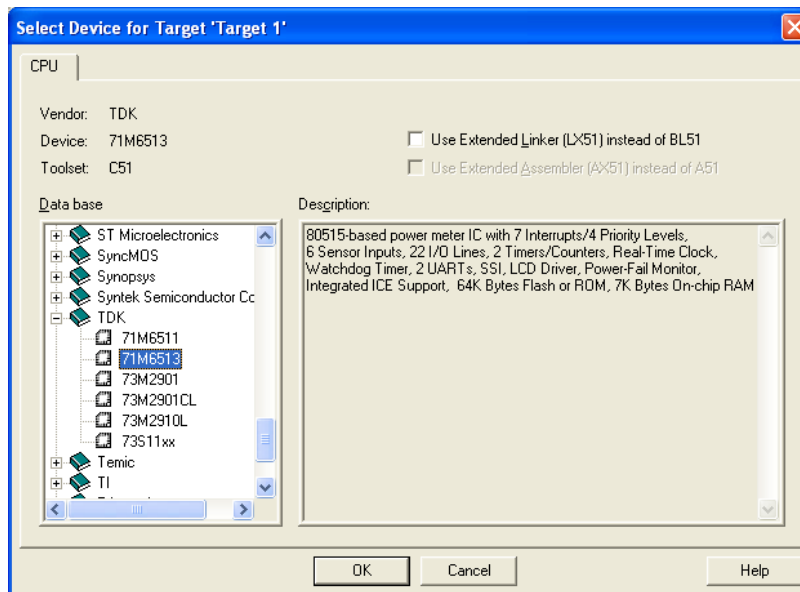 Select Device for Target 'Target 1'
CPU
Vendor: TDK
Device: 71M6513
Toolset: C51
Use Extended Linker (LX51) instead of BL51
Use Extended Assembler (AX51) instead of A51
Data base
ST Microelectronics
SyncMOS
Synopsys
Syntek Semiconductor Co
TDK
71M6511
71M6513
73M2901
73M2901CL
73M2910L
73S11xx
Temic
TI
Description:
80515-based power meter IC with 7 Interrupts/4 Priority Levels,
6 Sensor Inputs, 22 I/O Lines, 2 Timers/Counters, Real-Time Clock,
Watchdog Timer, 2 UARTs, SSI, LCD Driver, Power-Fail Monitor,
Integrated ICE Support,  64K Bytes Flash or ROM, 7K Bytes On-chip RAM
OK
Cancel
Help